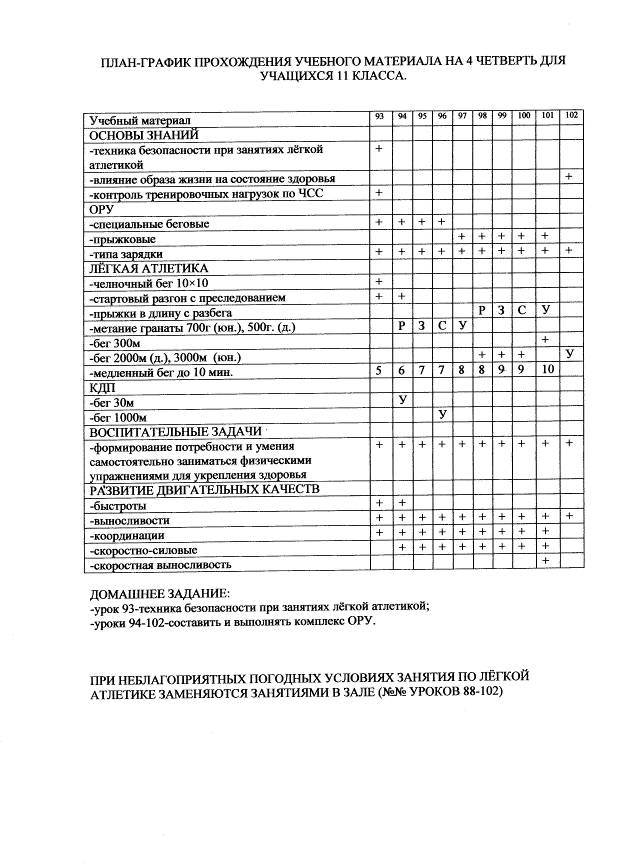 ПЛАН-ГРАФИК ПРОХОЖДЕНИЯ УЧЕБНОГО МАТЕРИАЛА НА 4 ЧЕТВЕРТЬ ДЛЯ
УЧАЩИХСЯ 11 КЛАССА.
Учебный материал 93 94 95 96 97 98 99 100 101 102
ОСНОВЫ ЗНАНИЙ
-техника безопасности при занятиях лёгкой +
атлетикой
-влияние образа жизни на состояние здоровья +
-контроль тренировочных нагрузок по ЧСС +
ОРУ
-специальные беговые + + + +
-прыжковые + + + + +
-типа зарядки + + + + + + + + + +
ЛЁГКАЯ АТЛЕТИКА
-челночный бег 10×10 +
-стартовый разгон с преследованием + +
-прыжки в длину с разбега Р З С У
-метание гранаты 700г (юн.), 500г. (д.) Р З С У
-бег 300м +
-бег 2000м (д.), 3000м (юн.) + + + У
-медленный бег до 10 мин. 5 6 7 7 8 8 9 9 10
КДП
-бег 30м У
-бег 1000м У
ВОСПИТАТЕЛЬНЫЕ ЗАДАЧИ
-формирование потребности и умения + + + + + + + + + +
самостоятельно заниматься физическими
упражнениями для укрепления здоровья
РАЗВИТИЕ ДВИГАТЕЛЬНЫХ КАЧЕСТВ
-быстроты + +
-выносливости + + + + + + + + + +
-координации + + + + + + + + +
-скоростно-силовые + + + + + + + +
-скоростная выносливость +
ДОМАШНЕЕ ЗАДАНИЕ:
-урок 93-техника безопасности при занятиях лёгкой атлетикой;
-уроки 94-102-составить и выполнять комплекс ОРУ.
ПРИ НЕБЛАГОПРИЯТНЫХ ПОГОДНЫХ УСЛОВИЯХ ЗАНЯТИЯ ПО ЛЁГКОЙ
АТЛЕТИКЕ ЗАМЕНЯЮТСЯ ЗАНЯТИЯМИ В ЗАЛЕ (№№ УРОКОВ 88-102)